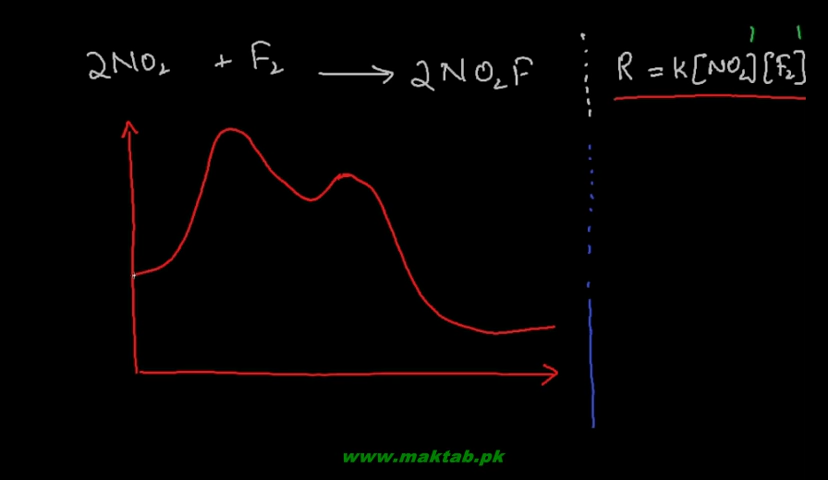 2NO₂ + F₂ ⟶ 2NO₂F
R = K[NO₂]¹[F₂]¹
www.maktab.pk